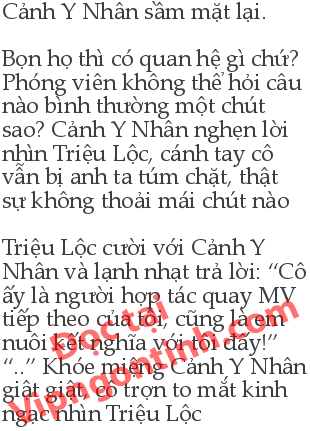 Cảnh Y Nhân sầm mặt lại.
Bọn họ thì có quan hệ gì chứ?
Phóng viên không thể hỏi câu
nào bình thường một chút
sao? Cảnh Y Nhân nghẹn lời
nhìn Triệu Lộc, cánh tay cô
vẫn bị anh ta túm chặt, thật
sự không thoải mái chút nào
Triệu Lộc cười với Cảnh Y
Nhân và lạnh nhạt trả lời: “Cô
ấy là người hợp tác quay MV
tiếp theo của tôi, cũng là em
nuôi kết nghĩa với tôi đấy!”
“..” Khóe miệng Cảnh Y Nhân
giật giật, cô trợn to mắt kinh
ngạc nhìn Triệu Lộc
Đọc tại
Vipngontinh.com